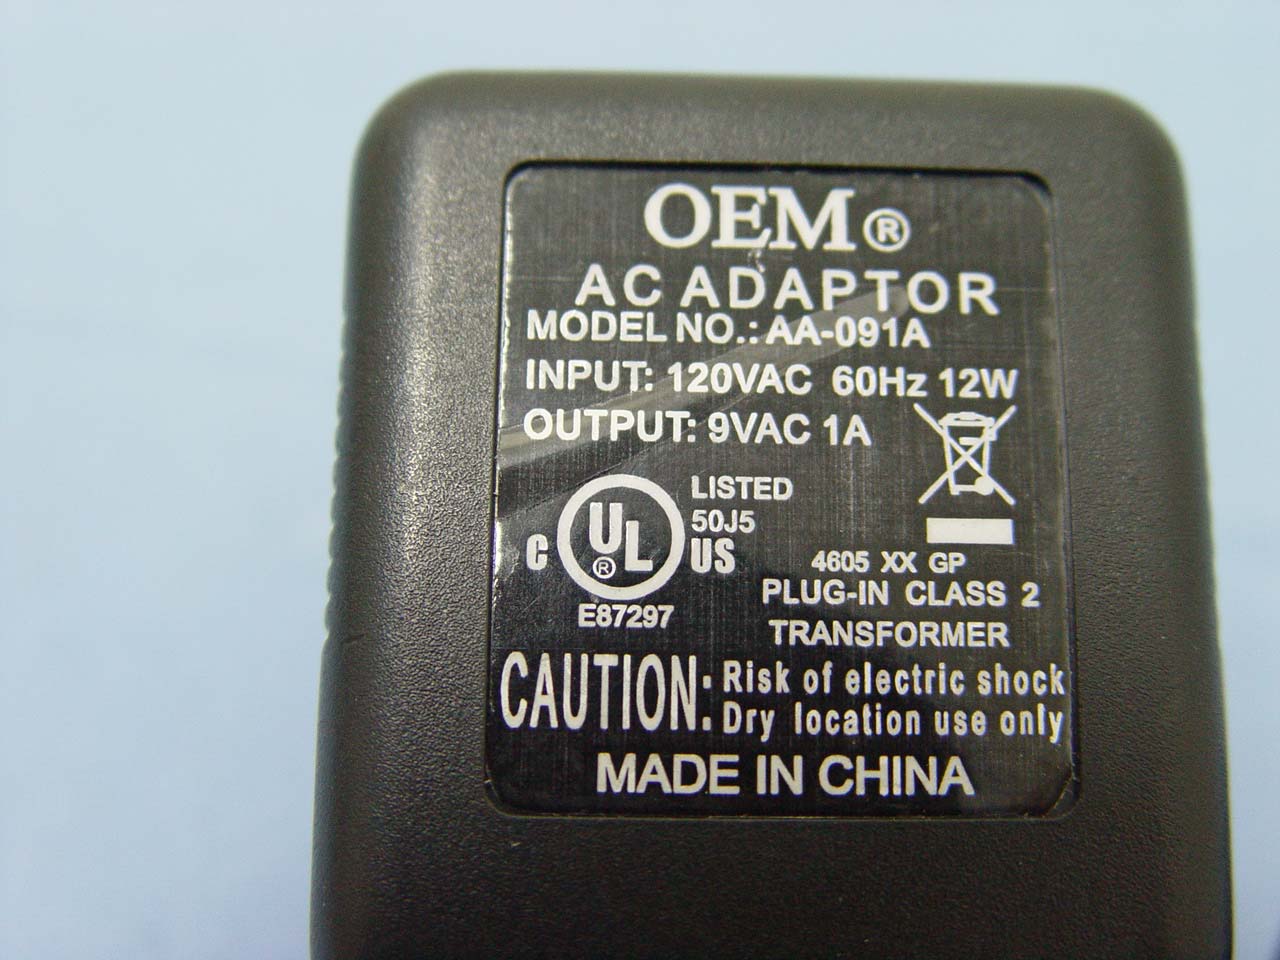 OEM®
AC ADAPTOR
MODEL NO.: AA-091A
INPUT: 120VAC 60Hz 12W
OUTPUT: 9VAC 1A
C UL® US
LISTED
50J5
E87297
4605 XX GP
PLUG-IN CLASS 2
TRANSFORMER
CAUTION: Risk of electric shock
Dry location use only
MADE IN CHINA